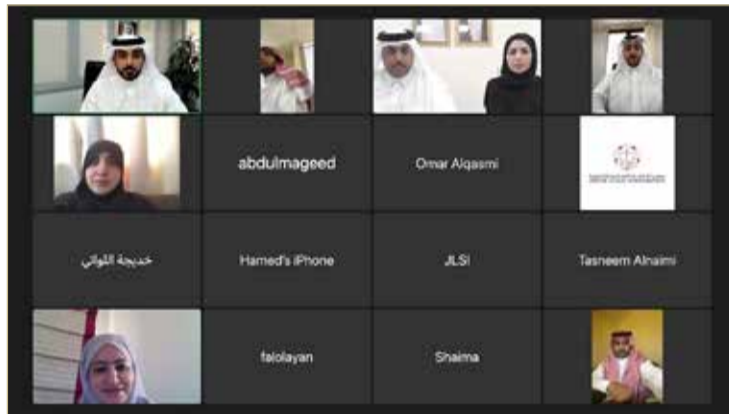 abdulmageed
Omar Alqasmi
خديجة اللواتي
Hamed's iPhone
JLSI
Tasneem Alnaimi
falolayan
Shaima